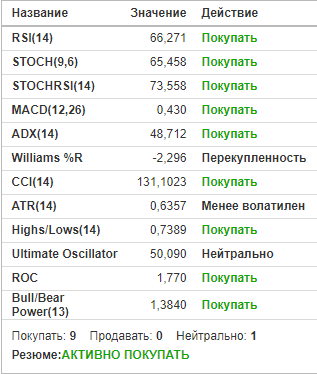 Название Значение Действие
RSI(14) 66,271 Покупать
STOCH(9,6) 65,458 Покупать
STOCHRSI(14) 73,558 Покупать
MACD(12,26) 0,430 Покупать
ADX(14) 48,712 Покупать
Williams %R -2,296 Перекупленность
CCI(14) 131,1023 Покупать
ATR(14) 0,6357 Менее волатилен
Highs/Lows(14) 0,7389 Покупать
Ultimate Oscillator 50,090 Нейтрально
ROC 1,770 Покупать
Bull/Bear
Power(13) 1,3840 Покупать
Покупать: 9 Продавать: 0 Нейтрально: 1
Резюме:АКТИВНО ПОКУПАТЬ